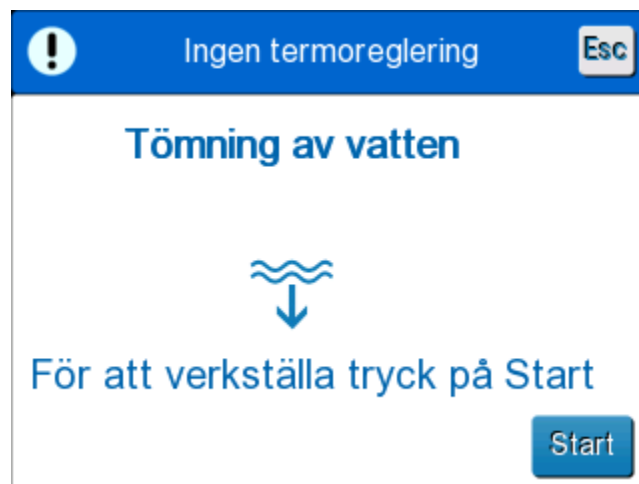 Ingen termoreglering
Esc
Tömning av vatten
För att verkställa tryck på Start
Start